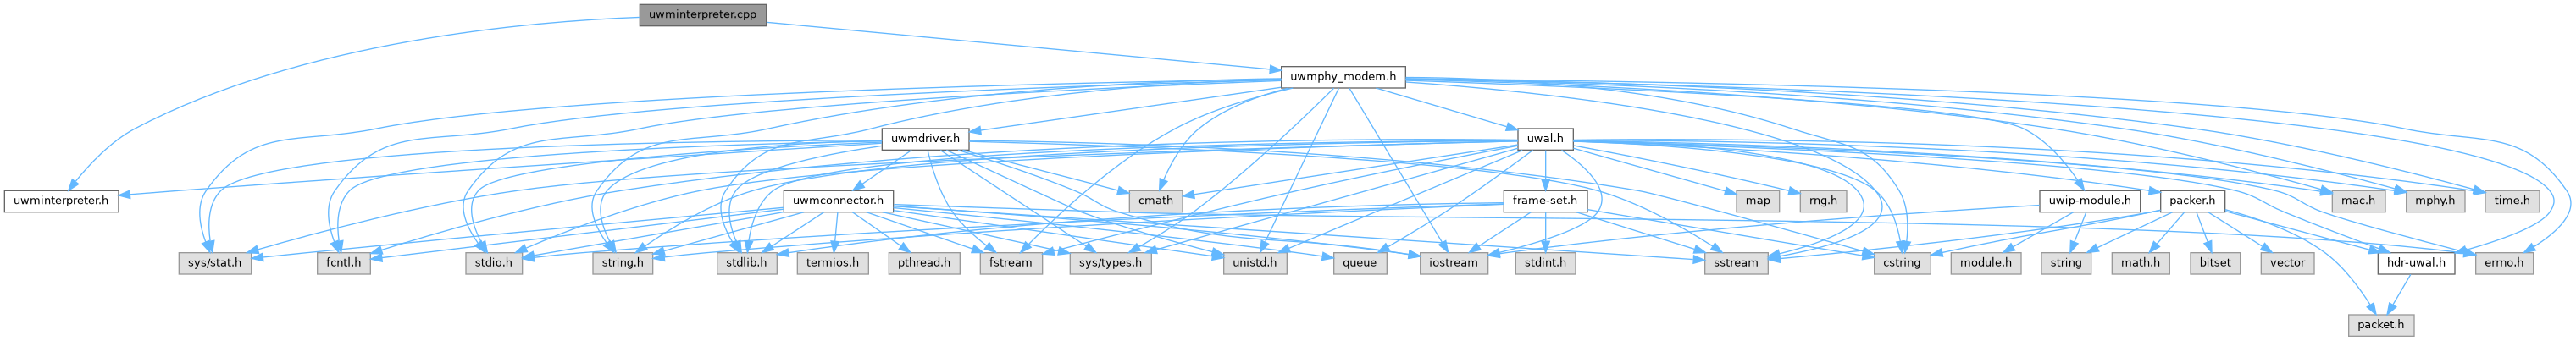 uwminterpreter.cpp
uwmphy_modem.h
uwmdriver.h
uwal.h
uwminterpreter.h
uwmconnector.h
cmath
frame-set.h
map
rng.h
uwip-module.h
packer.h
mac.h
mphy.h
time.h
sys/stat.h
fcntl.h
stdio.h
string.h
stdlib.h
termios.h
pthread.h
fstream
sys/types.h
unistd.h
queue
iostream
stdint.h
sstream
cstring
module.h
string
math.h
bitset
vector
hdr-uwal.h
errno.h
packet.h